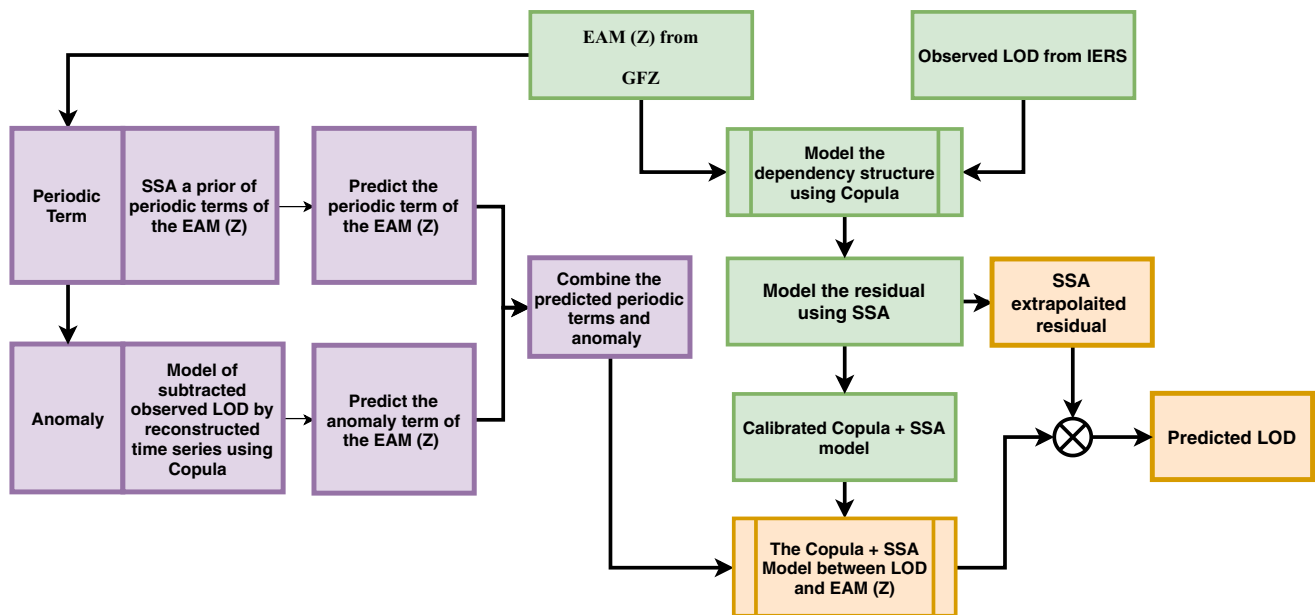 EAM (Z) from
GFZ
Observed LOD from IERS
Periodic
Term
SSA a prior of
periodic terms of
the EAM (Z)
Predict the
periodic term of
the EAM (Z)
Model the
dependency structure
using Copula
Combine the
predicted periodic
terms and
anomaly
Model the residual
using SSA
SSA
extrapolaited
residual
Anomaly
Model of
subtracted
observed LOD by
reconstructed
time series using
Copula
Predict the
anomaly term of
the EAM (Z)
Calibrated Copula + SSA
model
Predicted LOD
The Copula + SSA
Model between LOD
and EAM (Z)